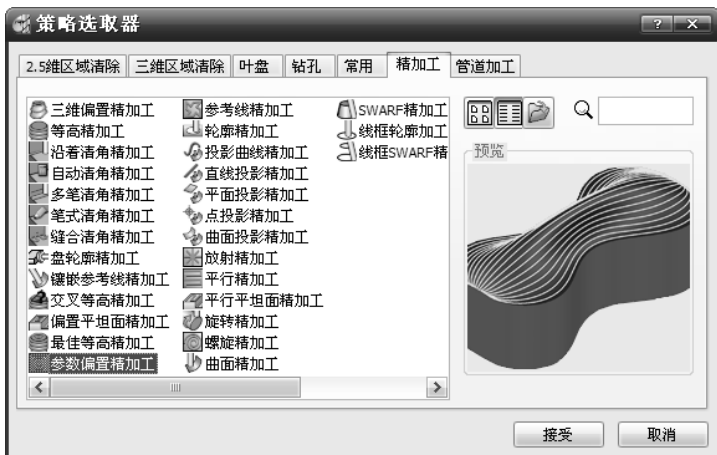 策略选取器
2.5维区域清除 三维区域清除 叶盘 钻孔 常用 精加工 管道加工
三维偏置精加工 参考线精加工 SWARF精加工
等高精加工 轮廓精加工 线框轮廓加工
沿着清角精加工 投影曲线精加工 线框SWARF精
自动清角精加工 直线投影精加工
多笔清角精加工 平面投影精加工
笔式清角精加工 点投影精加工
缝合清角精加工 曲面投影精加工
盘轮廓精加工 放射精加工
镶嵌参考线精加工 平行精加工
交叉等高精加工 平行平坦面精加工
偏置平坦面精加工 旋转精加工
最佳等高精加工 螺旋精加工
参数偏置精加工 曲面精加工
预览
接受 取消